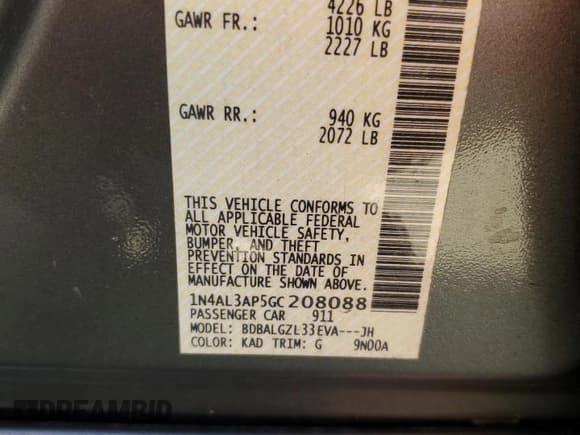 4226 LB
GAWR FR.: 1010 KG
2227 LB
GAWR RR.: 940 KG
2072 LB
THIS VEHICLE CONFORMS TO
ALL APPLICABLE FEDERAL
MOTOR VEHICLE SAFETY,
BUMPER, AND THEFT
PREVENTION STANDARDS IN
EFFECT ON THE DATE OF
MANUFACTURE SHOWN ABOVE.
1N4AL3AP5GC208088
PASSENGER CAR 911
MODEL: BDBALGZL33EVA---JH
COLOR: KAD TRIM: G 9N00A
DREAMBID